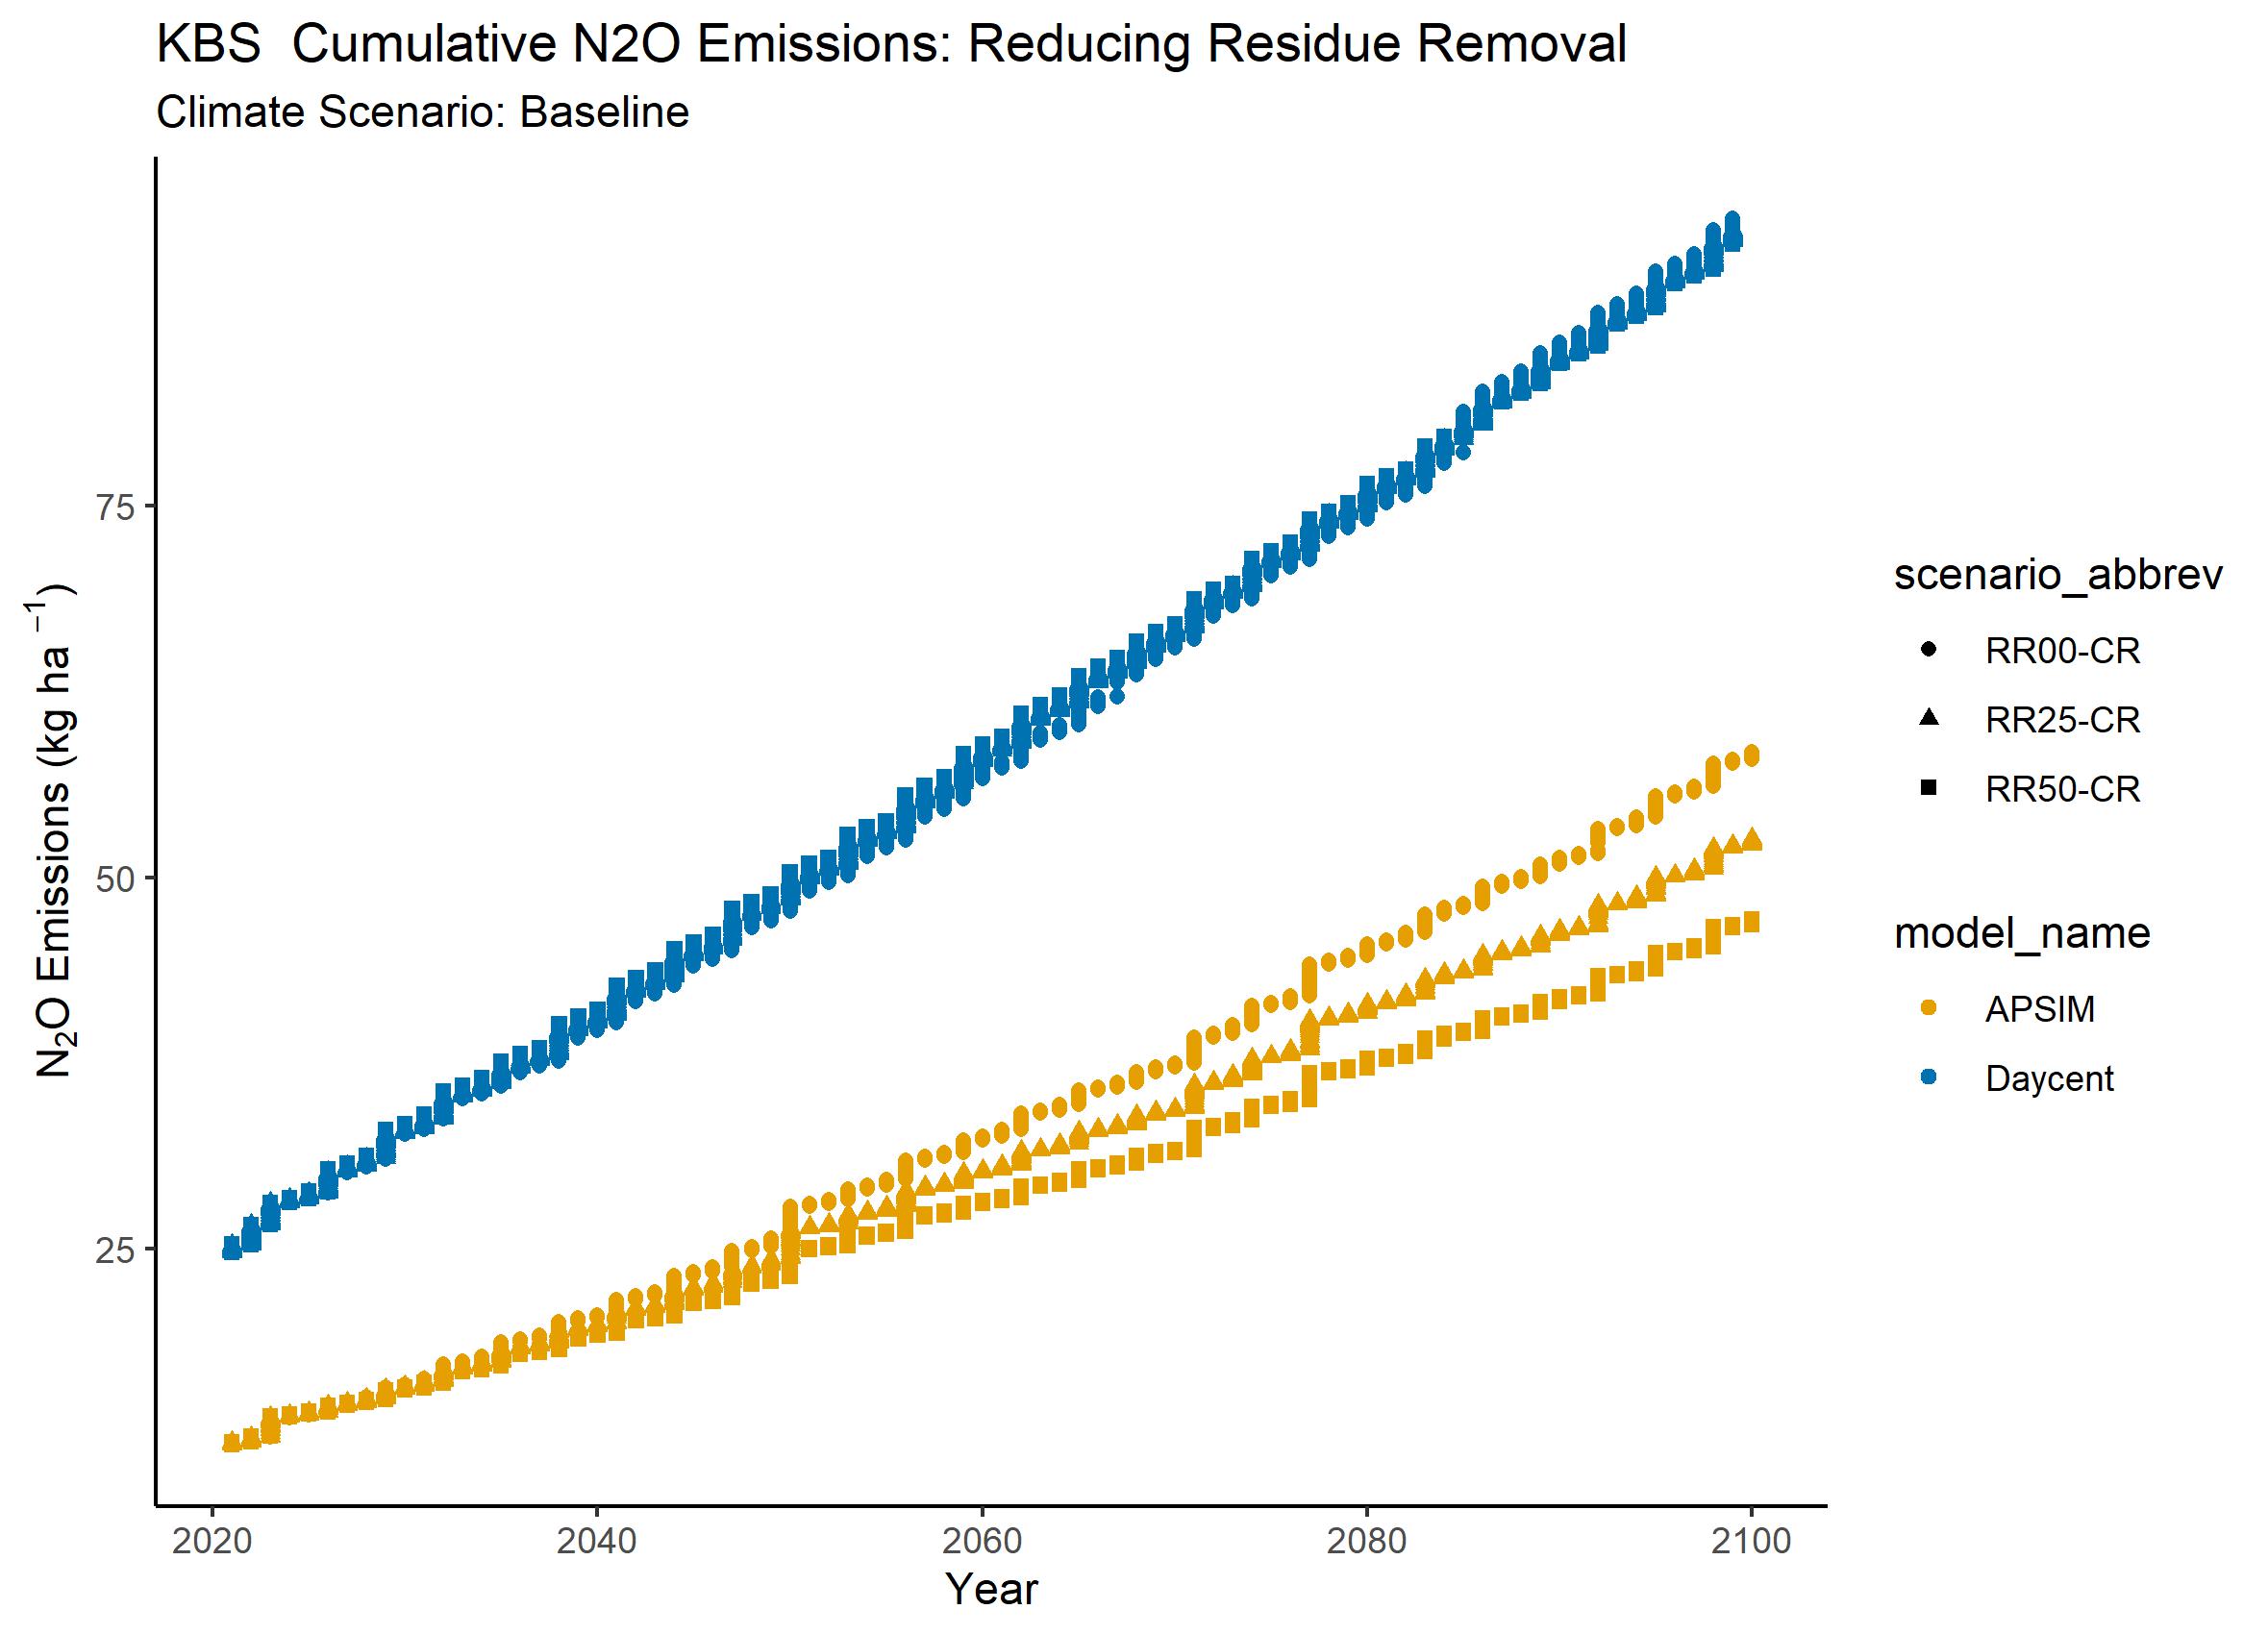 KBS  Cumulative N2O Emissions: Reducing Residue Removal
Climate Scenario: Baseline
N₂O Emissions (kg ha ⁻¹)
75
50
25
2020 2040 2060 2080 2100
Year
scenario_abbrev
RR00-CR
RR25-CR
RR50-CR
model_name
APSIM
Daycent